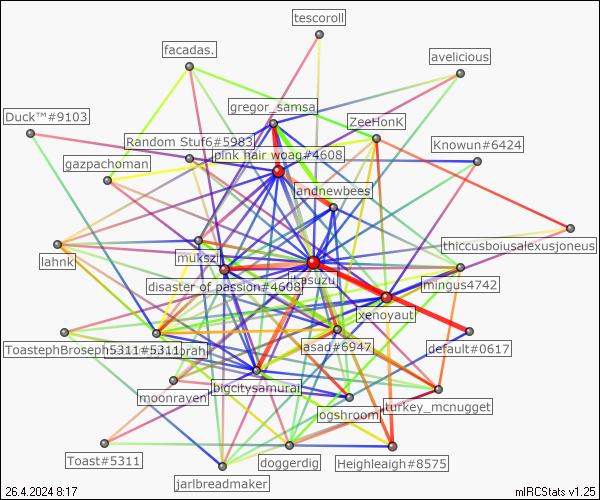 tescoroll
facadas.
avelicious
gregor_samsa
Duck™#9103
ZeeHonK
Random Stuf6#5983
pink hair woag#4608
Knowun#6424
gazpachoman
andnewbees
thiccusboiusalexusjoneus
lahnk
mukszi
asuzu
mingus4742
disaster of passion#4608
xenoyaut
ToastephBroseph5311#5311
brah
asad#6947
default#0617
moonraven
bigcitysamurai
ogshroom
turkey_mcnugget
Toast#5311
doggerdig
Heighleaigh#8575
jarlbreadmaker
26.4.2024 8:17
mIRCStats v1.25